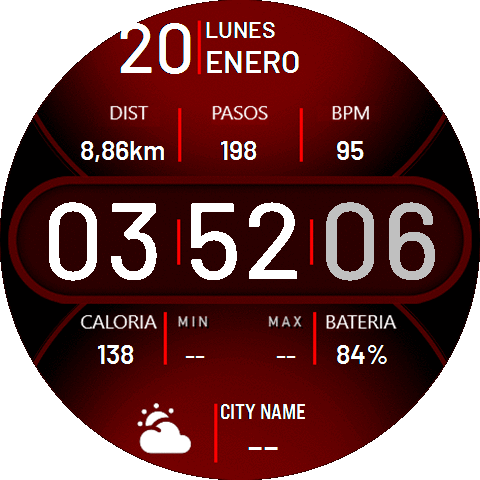 20 LUNES
ENERO
DIST PASOS BPM
8,86km 198 95
03 52 06
CALORIA MIN MAX BATERIA
138 -- -- 84%
CITY NAME
--